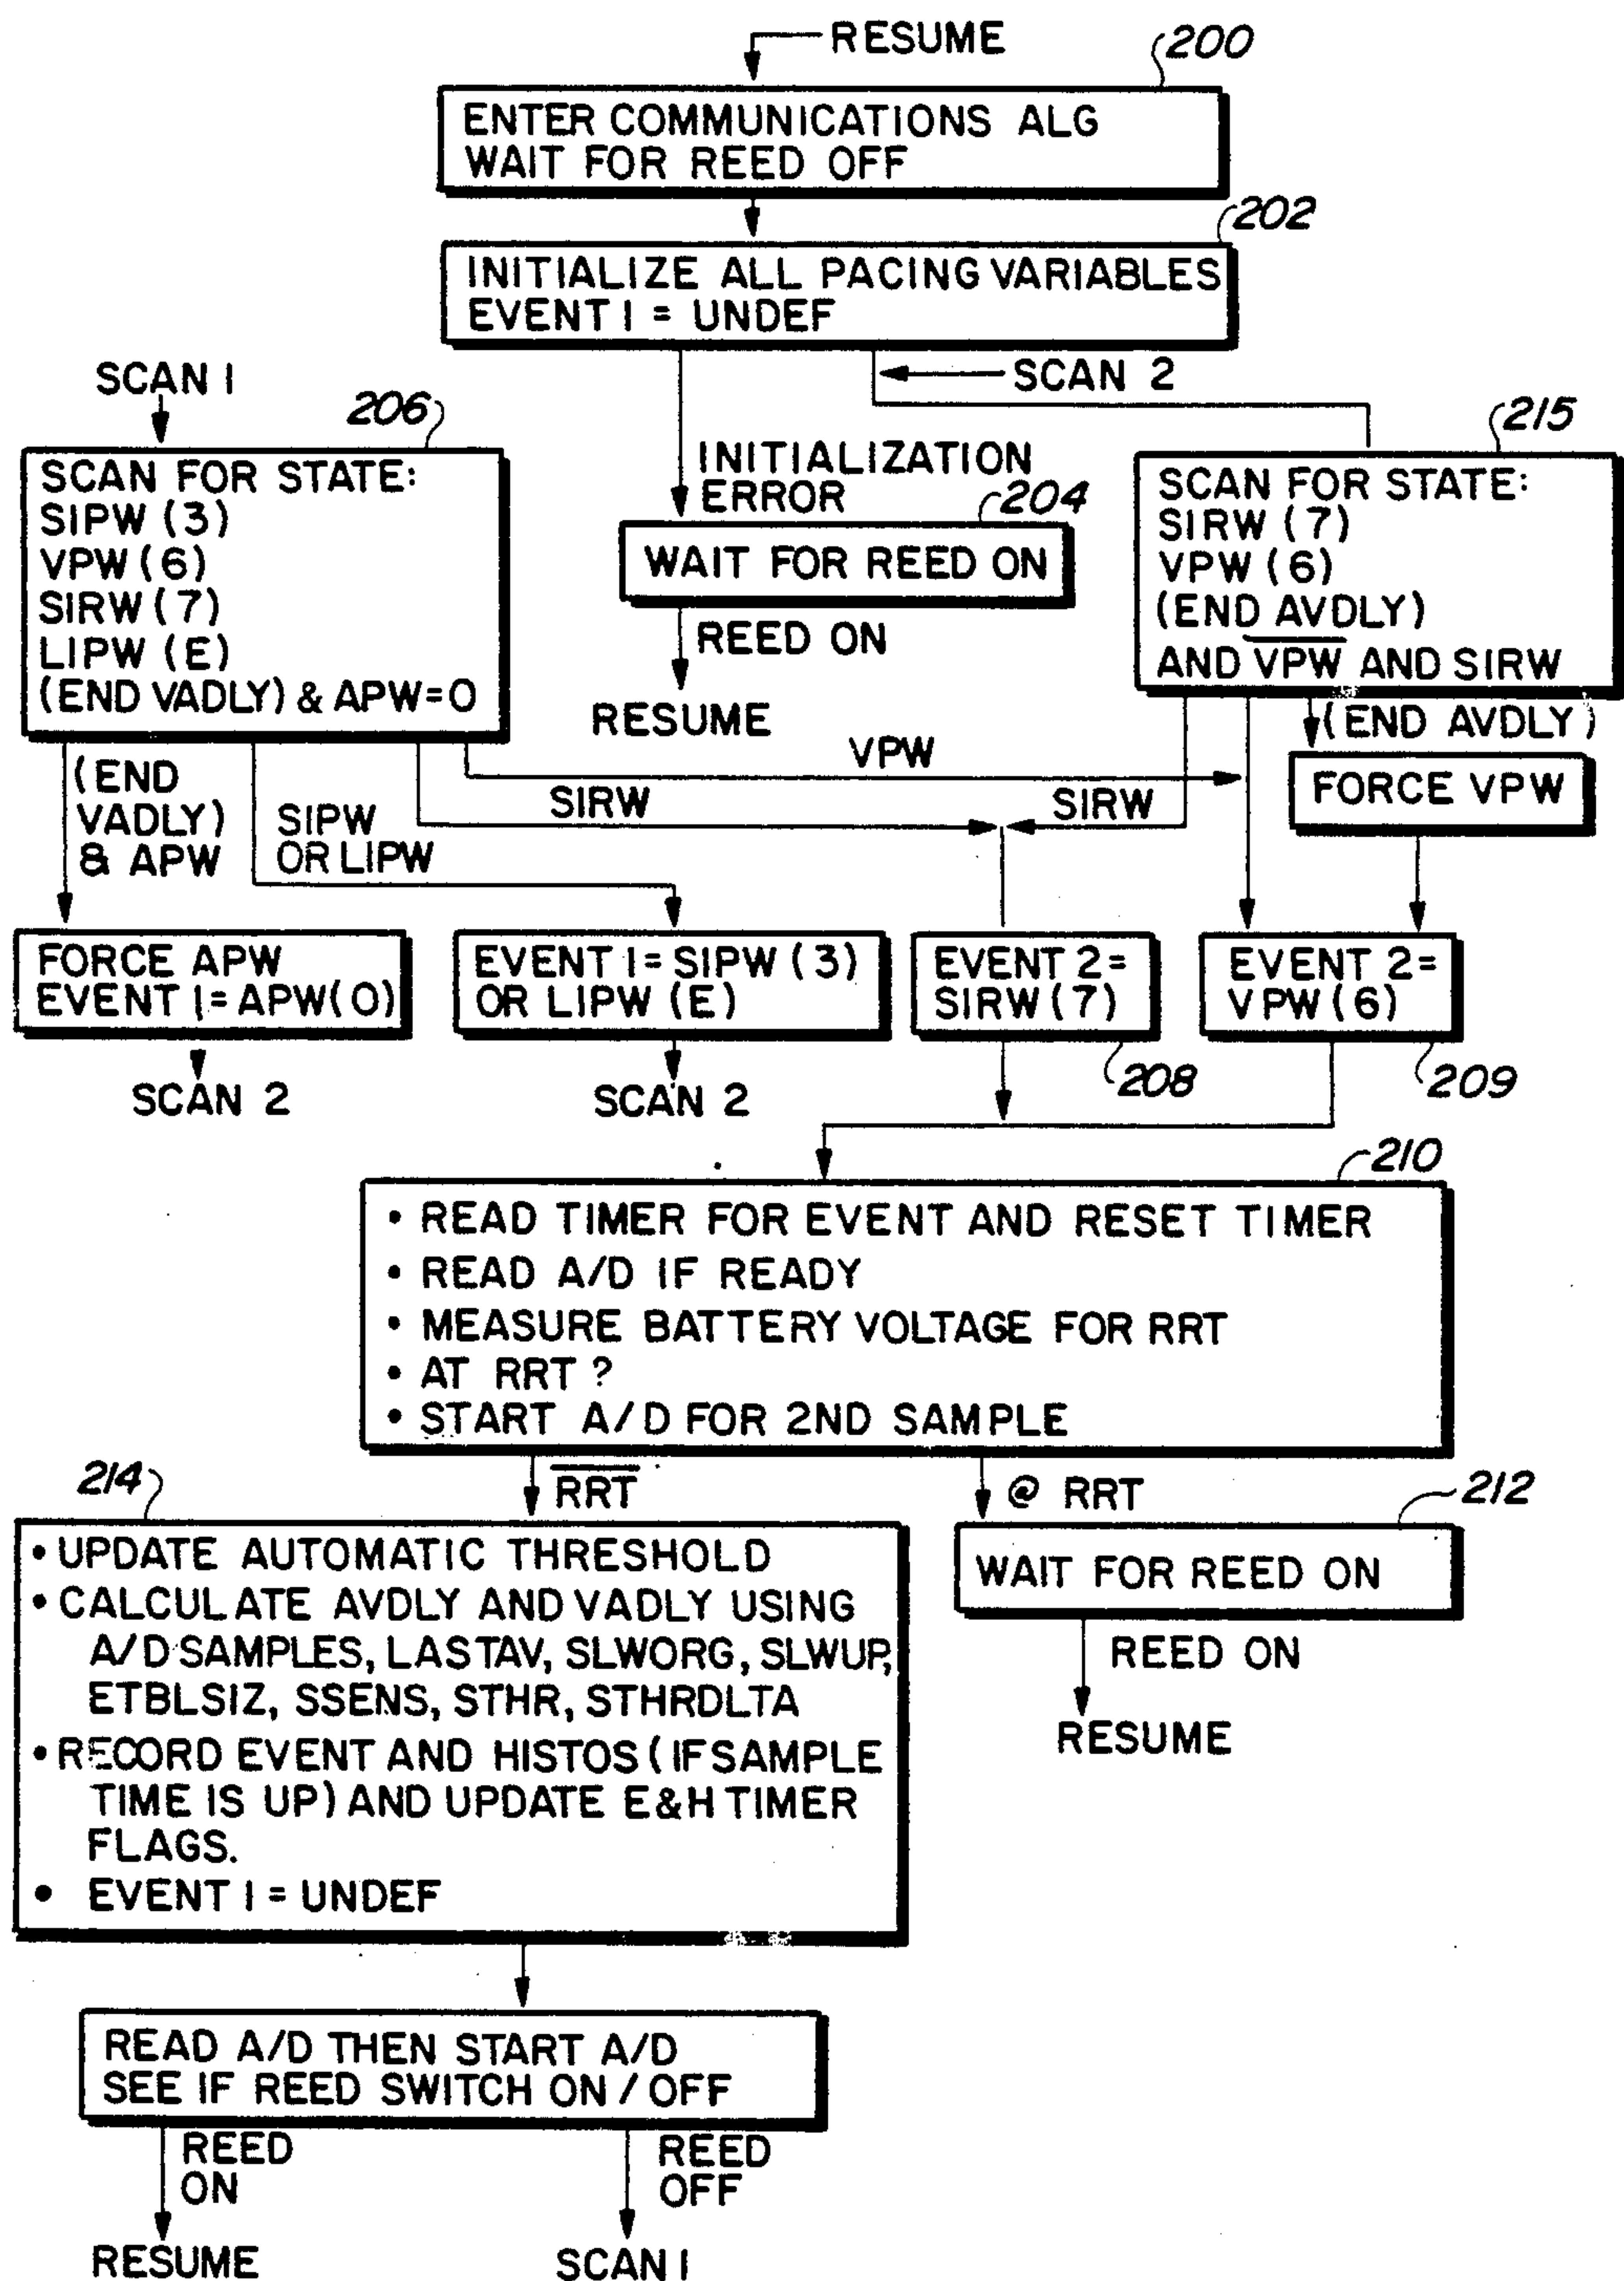 RESUME
200
ENTER COMMUNICATIONS ALG
WAIT FOR REED OFF
202
INITIALIZE ALL PACING VARIABLES
EVENT 1 = UNDEF
SCAN 1
SCAN 2
206
SCAN FOR STATE:
SIPW (3)
VPW (6)
SIRW (7)
LIPW (E)
(END VADLY) & APW=0
INITIALIZATION
ERROR
204
WAIT FOR REED ON
REED ON
RESUME
215
SCAN FOR STATE:
SIRW (7)
VPW (6)
(END AVDLY)
AND V̅P̅W̅ AND SIRW
(END
VADLY)
& APW
SIPW
OR LIPW
SIRW
VPW
SIRW
(END AVDLY)
FORCE VPW
FORCE APW
EVENT 1=APW(0)
SCAN 2
EVENT 1=SIPW (3)
OR LIPW (E)
SCAN 2
EVENT 2=
SIRW(7)
208
EVENT 2=
VPW(6)
209
210
• READ TIMER FOR EVENT AND RESET TIMER
• READ A/D IF READY
• MEASURE BATTERY VOLTAGE FOR RRT
• AT RRT ?
• START A/D FOR 2ND SAMPLE
R̅R̅T̅
@ RRT
214
• UPDATE AUTOMATIC THRESHOLD
• CALCULATE AVDLY AND VADLY USING
A/D SAMPLES, LASTAV, SLWORG, SLWUP,
ETBLSIZ, SSENS, STHR, STHRDLTA
• RECORD EVENT AND HISTOS (IF SAMPLE
TIME IS UP) AND UPDATE E&H TIMER
FLAGS.
• EVENT 1 = UNDEF
212
WAIT FOR REED ON
REED ON
RESUME
READ A/D THEN START A/D
SEE IF REED SWITCH ON / OFF
REED
ON
RESUME
REED
OFF
SCAN 1